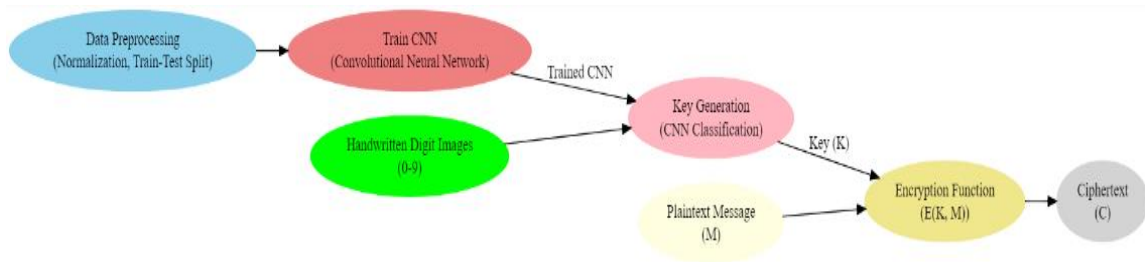 Data Preprocessing
(Normalization, Train-Test Split)
Train CNN
(Convolutional Neural Network)
Trained CNN
Handwritten Digit Images
(0-9)
Key Generation
(CNN Classification)
Key (K)
Plaintext Message
(M)
Encryption Function
(E(K, M))
Ciphertext
(C)